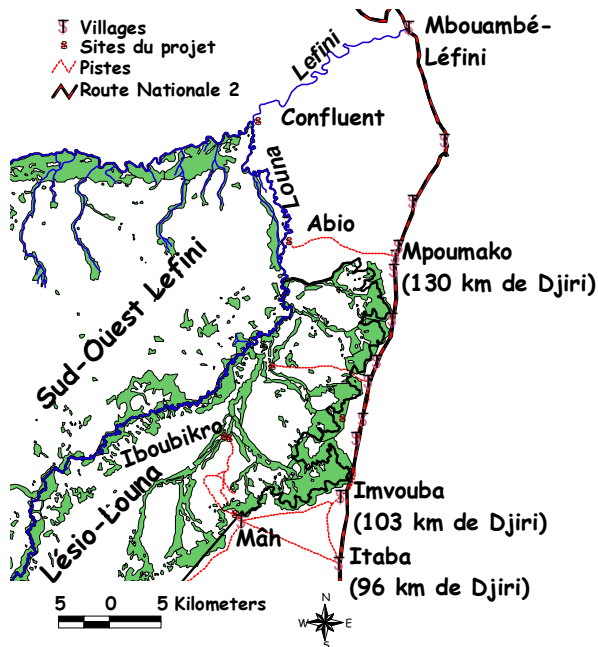 Villages
Sites du projet
Pistes
Route Nationale 2
Mbouambé-
Léfini
Lefini
Confluent
Louna
Abio
Mpoumako
(130 km de Djiri)
Sud-Ouest Lefini
Iboubikro
Lésio-Louna
Imvouba
(103 km de Djiri)
Mâh
Itaba
(96 km de Djiri)
5 0 5 Kilometers
N
W E
S